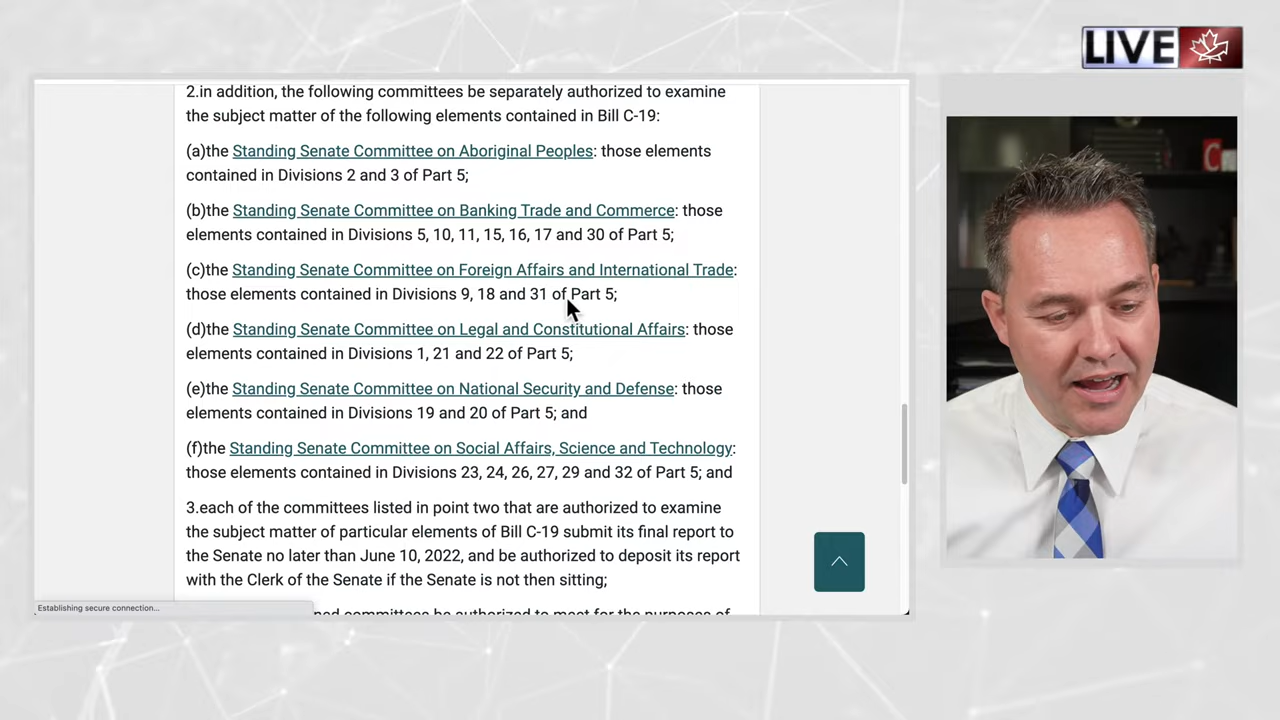 LIVE
2.in addition, the following committees be separately authorized to examine
the subject matter of the following elements contained in Bill C-19:
(a)the Standing Senate Committee on Aboriginal Peoples: those elements
contained in Divisions 2 and 3 of Part 5;
(b)the Standing Senate Committee on Banking Trade and Commerce: those
elements contained in Divisions 5, 10, 11, 15, 16, 17 and 30 of Part 5;
(c)the Standing Senate Committee on Foreign Affairs and International Trade:
those elements contained in Divisions 9, 18 and 31 of Part 5;
(d)the Standing Senate Committee on Legal and Constitutional Affairs: those
elements contained in Divisions 1, 21 and 22 of Part 5;
(e)the Standing Senate Committee on National Security and Defense: those
elements contained in Divisions 19 and 20 of Part 5; and
(f)the Standing Senate Committee on Social Affairs, Science and Technology:
those elements contained in Divisions 23, 24, 26, 27, 29 and 32 of Part 5; and
3.each of the committees listed in point two that are authorized to examine
the subject matter of particular elements of Bill C-19 submit its final report to
the Senate no later than June 10, 2022, and be authorized to deposit its report
with the Clerk of the Senate if the Senate is not then sitting;
committees be authorized to meet for the purposes of
Establishing secure connection...
C